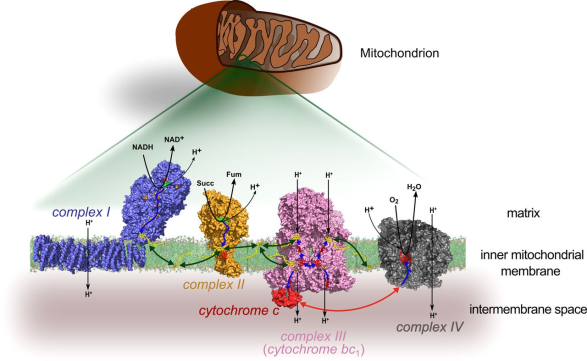 Mitochondrion
NADH
NAD+
H+
Succ
Fum
H+
H+
H+
H2O
O2
H+
H+
complex I
H+
matrix
inner mitochondrial
membrane
H+
complex II
cytochrome c
intermembrane space
H+
H+
H+
complex IV
complex III
(cytochrome bc1)